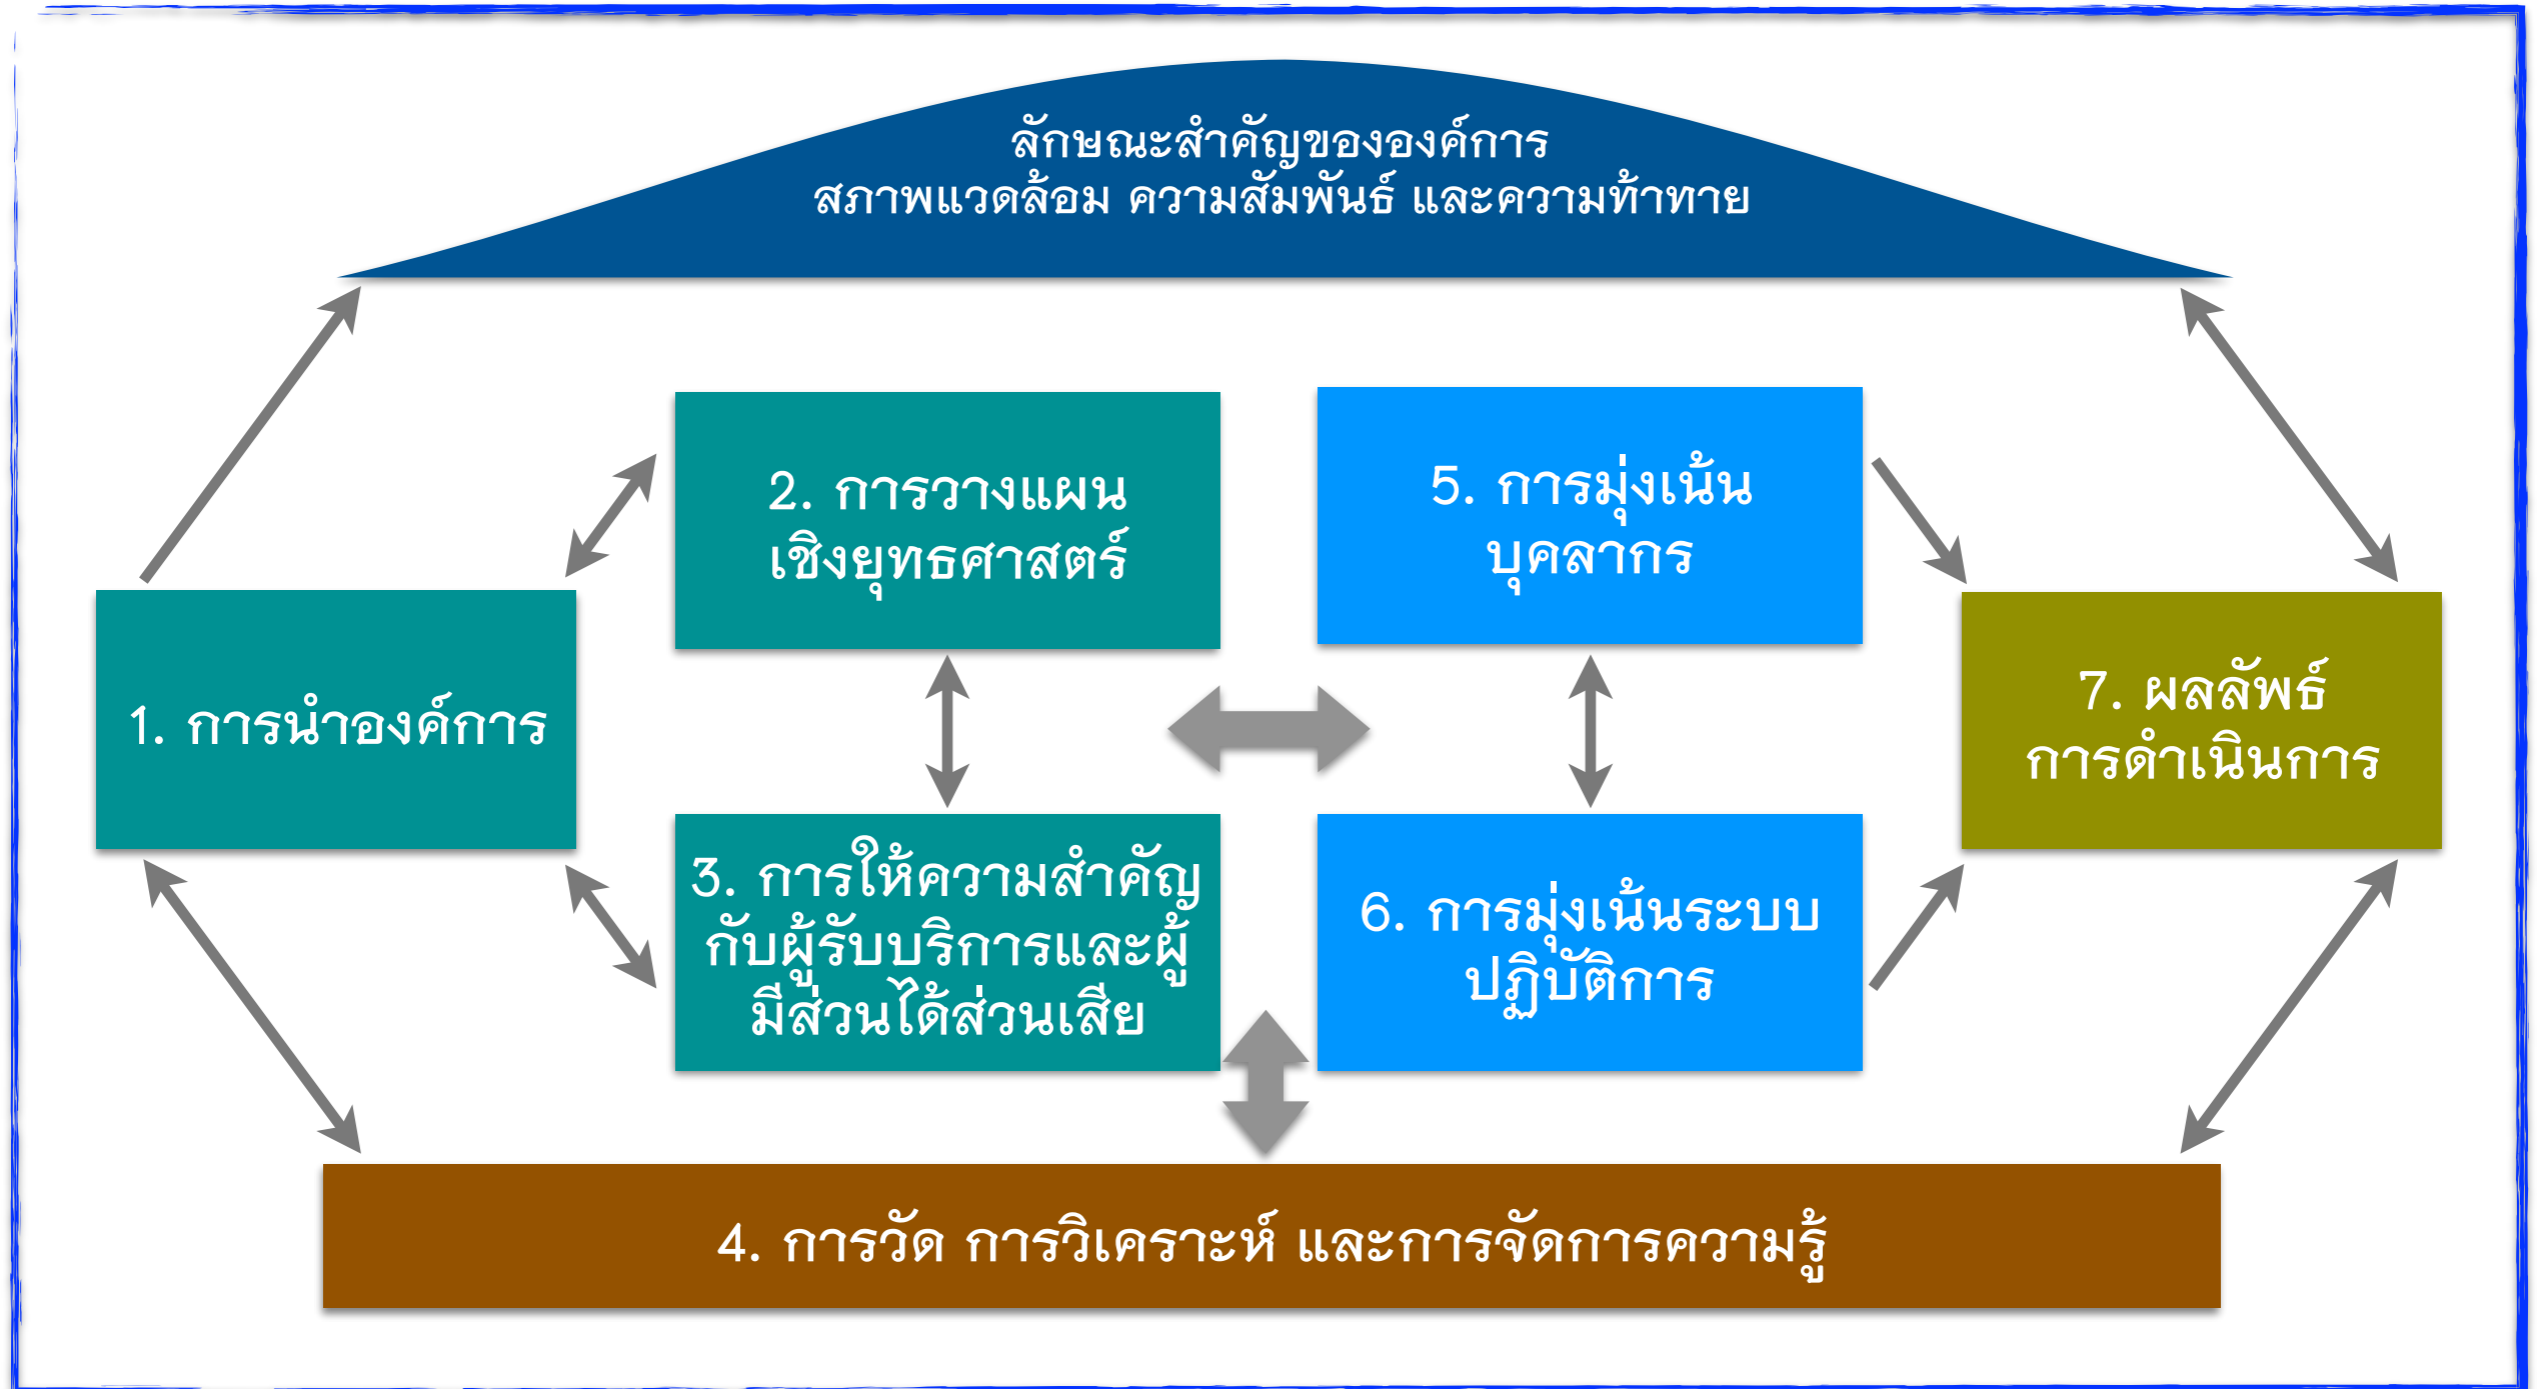 ลักษณะสำคัญขององค์การ
สภาพแวดล้อม ความสัมพันธ์ และความท้าทาย
2. การวางแผน
เชิงยุทธศาสตร์
5. การมุ่งเน้น
บุคลากร
1. การนำองค์การ
7. ผลลัพธ์
การดำเนินการ
3. การให้ความสำคัญ
กับผู้รับบริการและผู้
มีส่วนได้ส่วนเสีย
6. การมุ่งเน้นระบบ
ปฏิบัติการ
4. การวัด การวิเคราะห์ และการจัดการความรู้